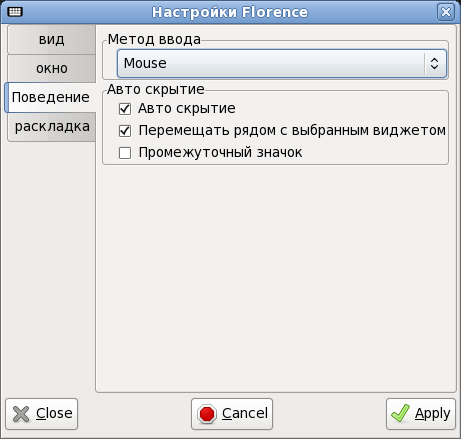 Настройки Florence
вид
окно
Поведение
раскладка
Метод ввода
Mouse
Авто скрытие
Авто скрытие
Перемещать рядом с выбранным виджетом
Промежуточный значок
Close
Cancel
Apply